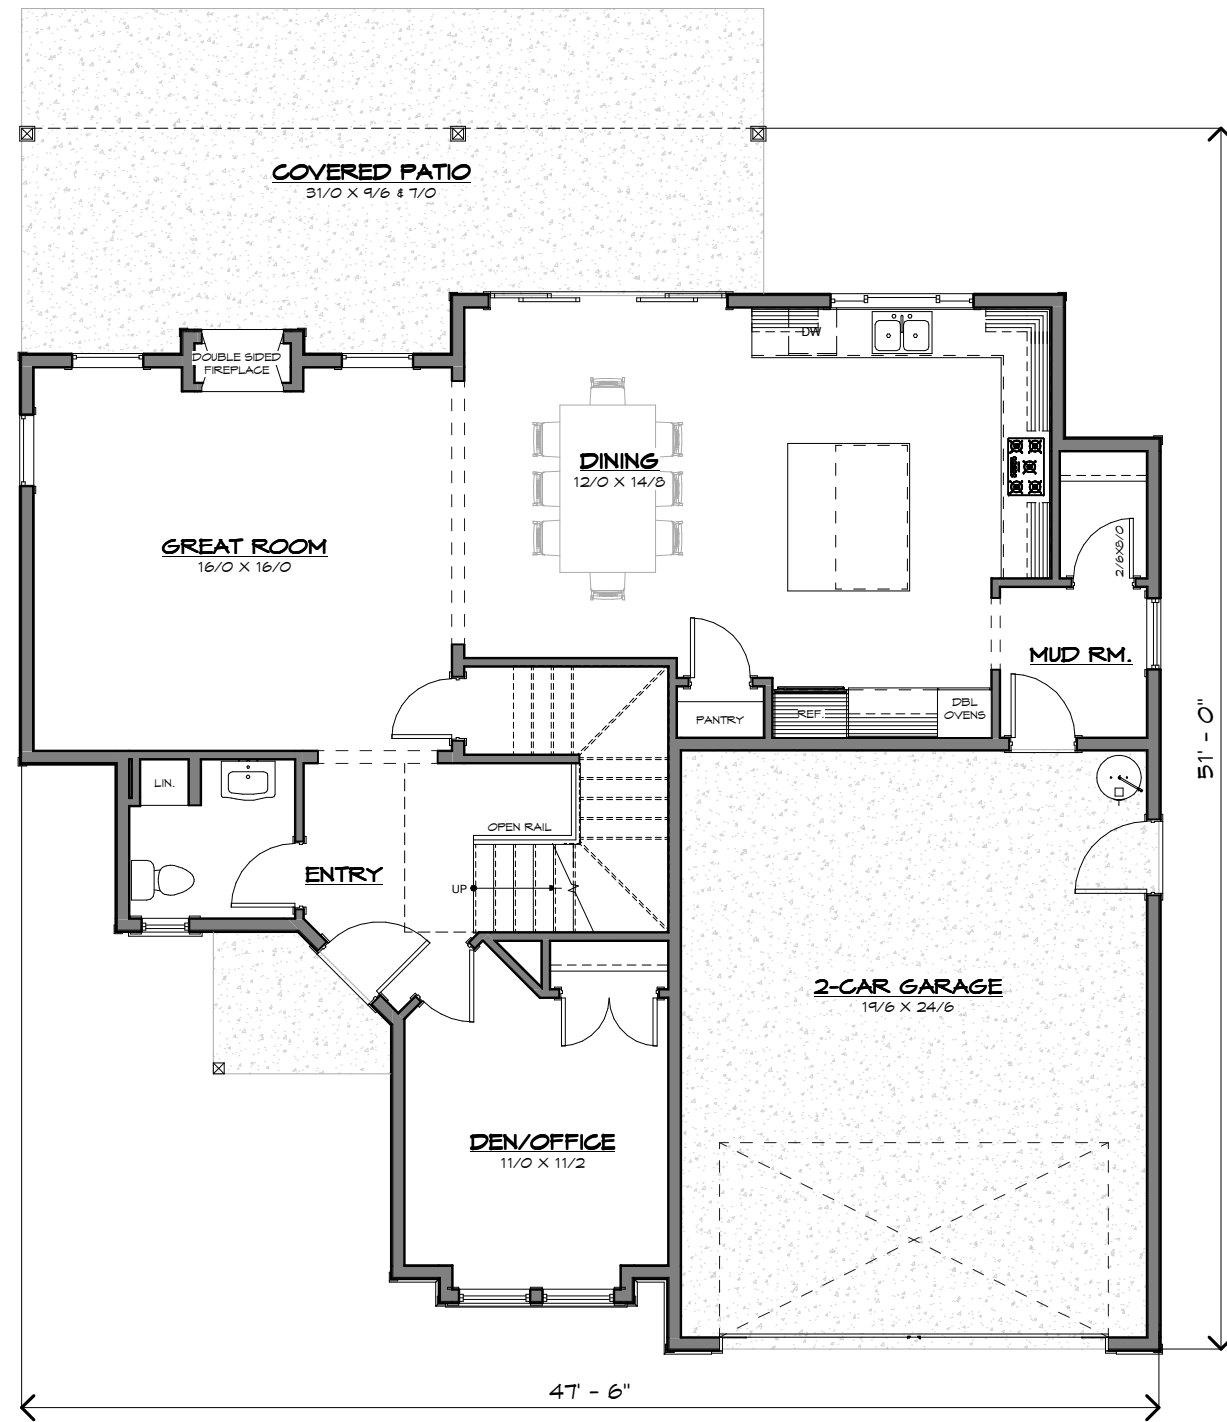 COVERED PATIO
31/0 X 9/6 & 7/0
DOUBLE SIDED
FIREPLACE
DW
DINING
12/0 X 14/8
GREAT ROOM
16/0 X 16/0
2/6X8/0
MUD RM.
PANTRY
REF.
DBL
OVENS
51' - 0"
LIN.
OPEN RAIL
ENTRY
UP
2-CAR GARAGE
19/6 X 24/6
DEN/OFFICE
11/0 X 11/2
47' - 6"